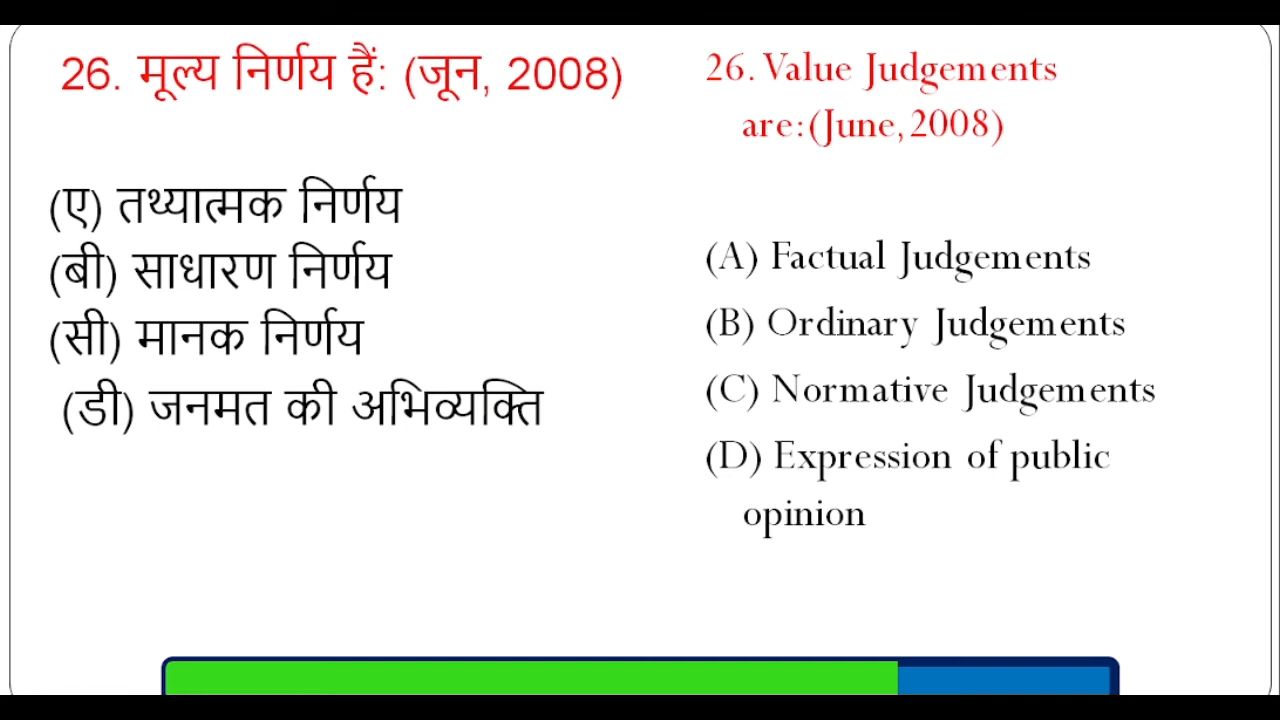 26. मूल्य निर्णय हैं: (जून, 2008)
(ए) तथ्यात्मक निर्णय
(बी) साधारण निर्णय
(सी) मानक निर्णय
(डी) जनमत की अभिव्यक्ति
26. Value Judgements
are:(June,2008)
(A) Factual Judgements
(B) Ordinary Judgements
(C) Normative Judgements
(D) Expression of public
opinion